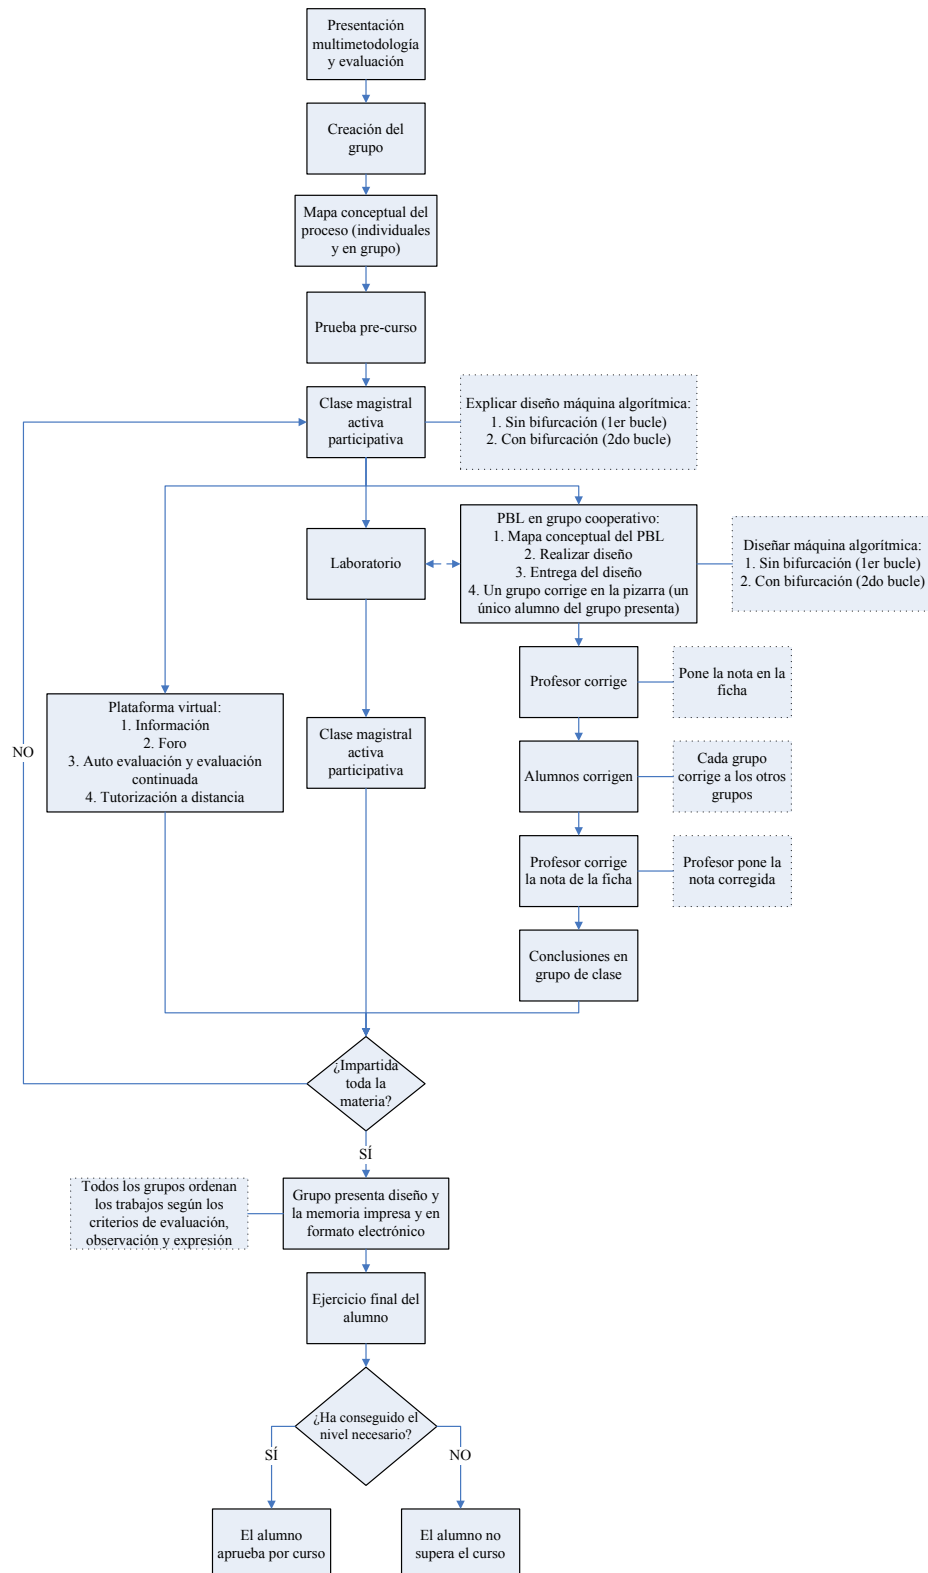 Presentación
multimetodología
y evaluación
Creación del
grupo
Mapa conceptual del
proceso (individuales
y en grupo)
Prueba pre-curso
Clase magistral
activa
participativa
Explicar diseño máquina algorítmica:
1. Sin bifurcación (1er bucle)
2. Con bifurcación (2do bucle)
Laboratorio
PBL en grupo cooperativo:
1. Mapa conceptual del PBL
2. Realizar diseño
3. Entrega del diseño
4. Un grupo corrige en la pizarra (un
único alumno del grupo presenta)
Diseñar máquina algorítmica:
1. Sin bifurcación (1er bucle)
2. Con bifurcación (2do bucle)
Profesor corrige
Pone la nota en la
ficha
Plataforma virtual:
1. Información
2. Foro
3. Auto evaluación y evaluación
continuada
4. Tutorización a distancia
NO
Clase magistral
activa
participativa
Alumnos corrigen
Cada grupo
corrige a los otros
grupos
Profesor corrige
la nota de la ficha
Profesor pone la
nota corregida
Conclusiones en
grupo de clase
¿Impartida
toda la
materia?
SÍ
Todos los grupos ordenan
los trabajos según los
criterios de evaluación,
observación y expresión
Grupo presenta diseño y
la memoria impresa y en
formato electrónico
Ejercicio final del
alumno
¿Ha conseguido el
nivel necesario?
SÍ
NO
El alumno
aprueba por curso
El alumno no
supera el curso